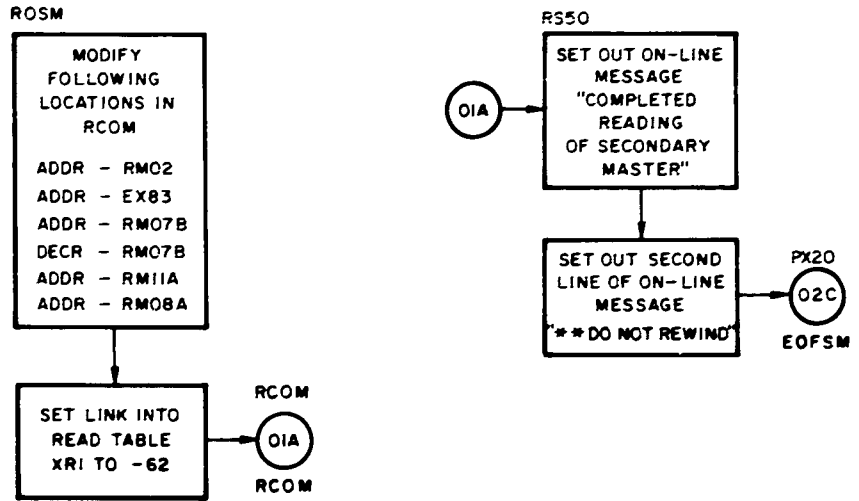 ROSM
MODIFY
FOLLOWING
LOCATIONS IN
RCOM
ADDR - RM02
ADDR - EX83
ADDR - RM07B
DECR - RM07B
ADDR - RM11A
ADDR - RM08A
SET LINK INTO
READ TABLE
XR1 TO -62
RCOM
01A
RCOM
RS50
01A
SET OUT ON-LINE
MESSAGE
"COMPLETED
READING
OF SECONDARY
MASTER"
SET OUT SECOND
LINE OF ON-LINE
MESSAGE
"** DO NOT REWIND"
PX20
02C
EOFSM